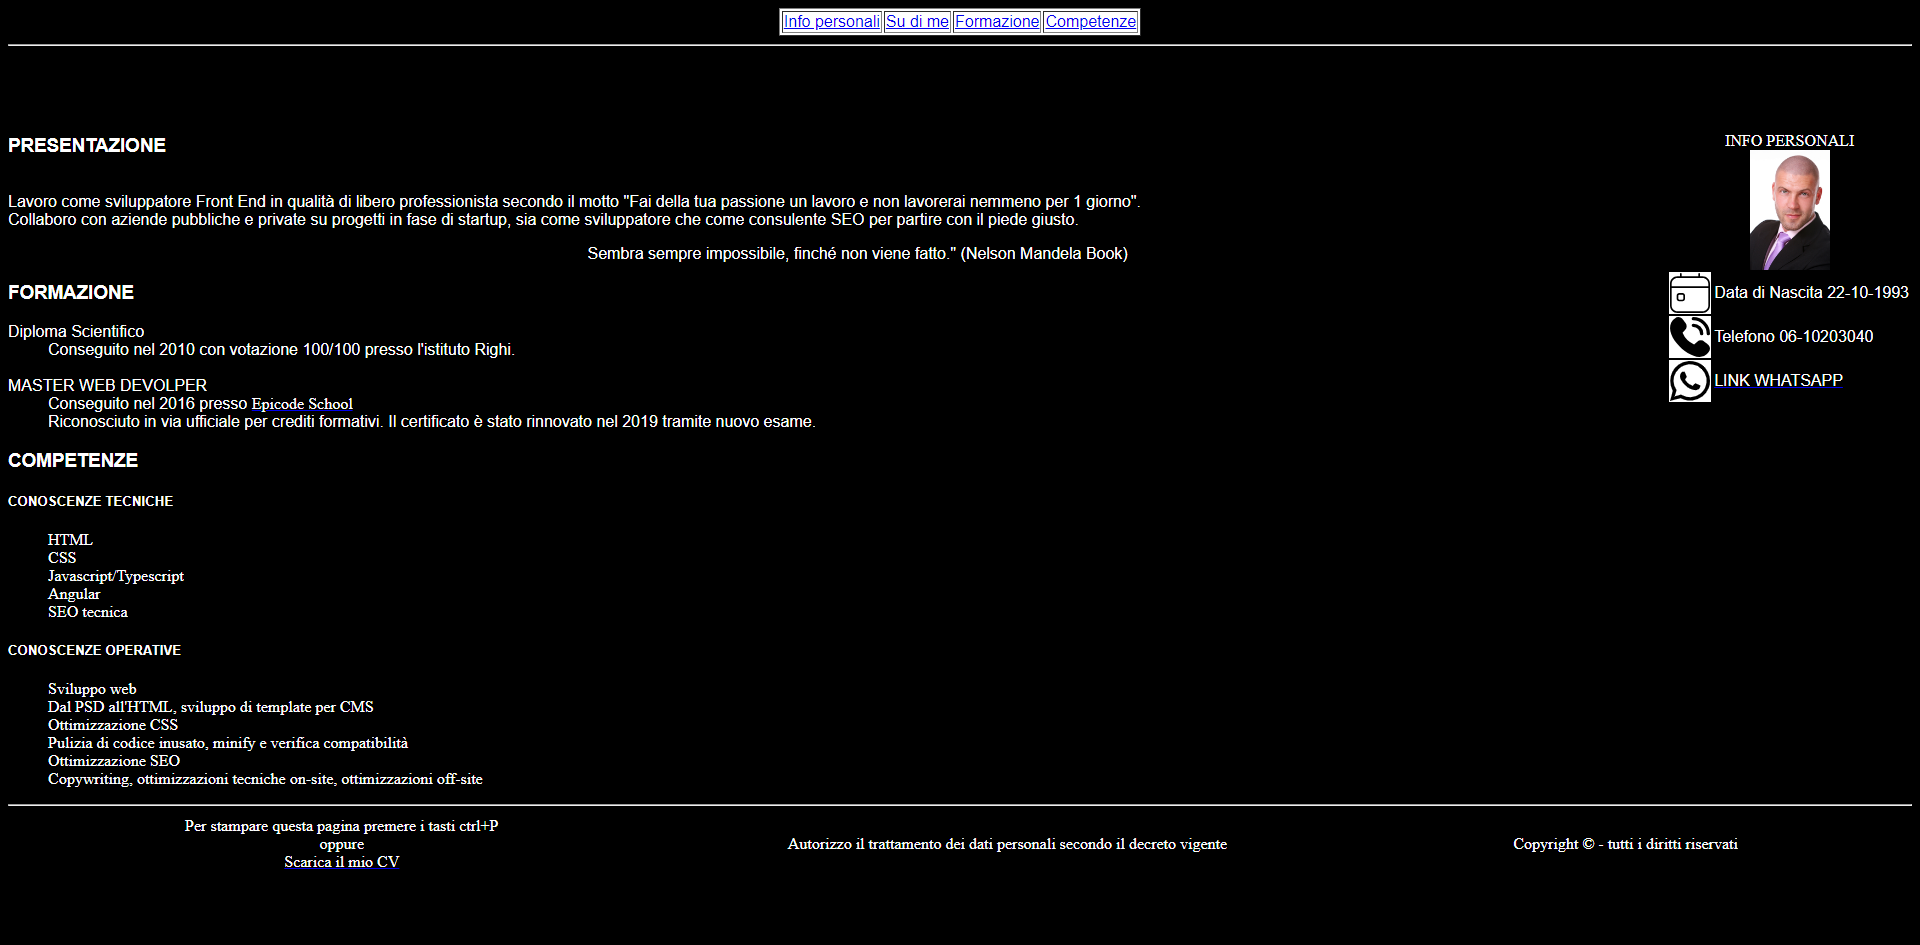 Info personali Su di me Formazione Competenze
PRESENTAZIONE
Lavoro come sviluppatore Front End in qualità di libero professionista secondo il motto "Fai della tua passione un lavoro e non lavorerai nemmeno per 1 giorno".
Collaboro con aziende pubbliche e private su progetti in fase di startup, sia come sviluppatore che come consulente SEO per partire con il piede giusto.
Sembra sempre impossibile, finché non viene fatto." (Nelson Mandela Book)
FORMAZIONE
Diploma Scientifico
Conseguito nel 2010 con votazione 100/100 presso l'istituto Righi.
MASTER WEB DEVOLPER
Conseguito nel 2016 presso Epicode School
Riconosciuto in via ufficiale per crediti formativi. Il certificato è stato rinnovato nel 2019 tramite nuovo esame.
COMPETENZE
CONOSCENZE TECNICHE
HTML
CSS
Javascript/Typescript
Angular
SEO tecnica
CONOSCENZE OPERATIVE
Sviluppo web
Dal PSD all'HTML, sviluppo di template per CMS
Ottimizzazione CSS
Pulizia di codice inusato, minify e verifica compatibilità
Ottimizzazione SEO
Copywriting, ottimizzazioni tecniche on-site, ottimizzazioni off-site
INFO PERSONALI
Data di Nascita 22-10-1993
Telefono 06-10203040
LINK WHATSAPP
Per stampare questa pagina premere i tasti ctrl+P
oppure
Scarica il mio CV
Autorizzo il trattamento dei dati personali secondo il decreto vigente
Copyright © - tutti i diritti riservati